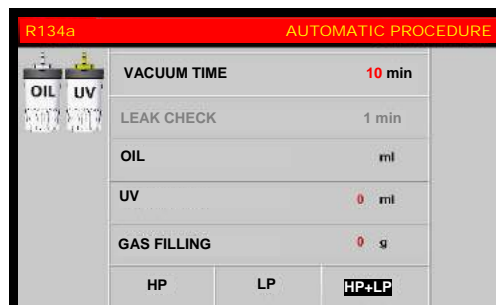 R134a AUTOMATIC PROCEDURE
OIL UV
VACUUM TIME 10 min
LEAK CHECK 1 min
OIL ml
UV 0 ml
GAS FILLING 0 g
HP LP HP+LP